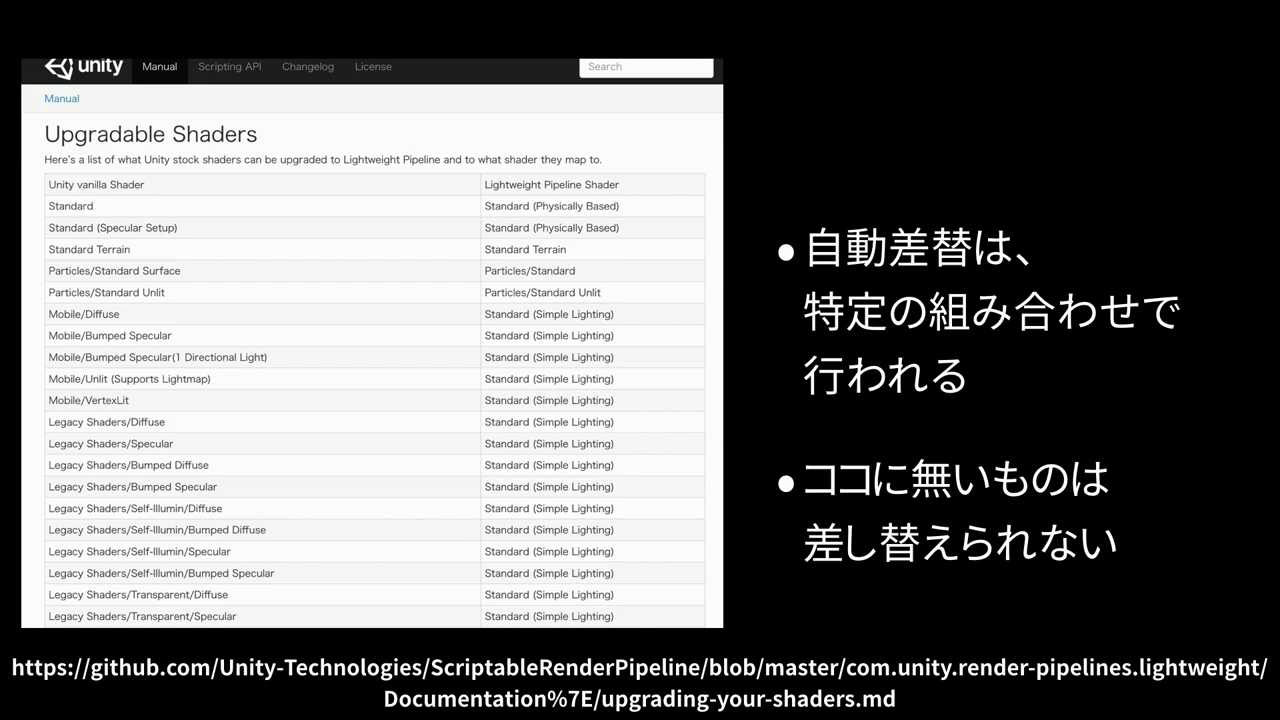 unity
Manual Scripting API Changelog License Search
Manual
Upgradable Shaders
Here's a list of what Unity stock shaders can be upgraded to Lightweight Pipeline and to what shader they map to.
Unity vanilla Shader Lightweight Pipeline Shader
Standard Standard (Physically Based)
Standard (Specular Setup) Standard (Physically Based)
Standard Terrain Standard Terrain
Particles/Standard Surface Particles/Standard
Particles/Standard Unlit Particles/Standard Unlit
Mobile/Diffuse Standard (Simple Lighting)
Mobile/Bumped Specular Standard (Simple Lighting)
Mobile/Bumped Specular(1 Directional Light) Standard (Simple Lighting)
Mobile/Unlit (Supports Lightmap) Standard (Simple Lighting)
Mobile/VertexLit Standard (Simple Lighting)
Legacy Shaders/Diffuse Standard (Simple Lighting)
Legacy Shaders/Specular Standard (Simple Lighting)
Legacy Shaders/Bumped Diffuse Standard (Simple Lighting)
Legacy Shaders/Bumped Specular Standard (Simple Lighting)
Legacy Shaders/Self-Illumin/Diffuse Standard (Simple Lighting)
Legacy Shaders/Self-Illumin/Bumped Diffuse Standard (Simple Lighting)
Legacy Shaders/Self-Illumin/Specular Standard (Simple Lighting)
Legacy Shaders/Self-Illumin/Bumped Specular Standard (Simple Lighting)
Legacy Shaders/Transparent/Diffuse Standard (Simple Lighting)
Legacy Shaders/Transparent/Specular Standard (Simple Lighting)
●自動差替は、
特定の組み合わせで
行われる
●ココに無いものは
差し替えられない
https://github.com/Unity-Technologies/ScriptableRenderPipeline/blob/master/com.unity.render-pipelines.lightweight/
Documentation%7E/upgrading-your-shaders.md